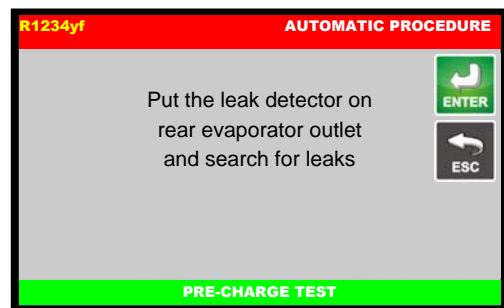 R1234yf AUTOMATIC PROCEDURE
Put the leak detector on
rear evaporator outlet
and search for leaks
ENTER
ESC
PRE-CHARGE TEST